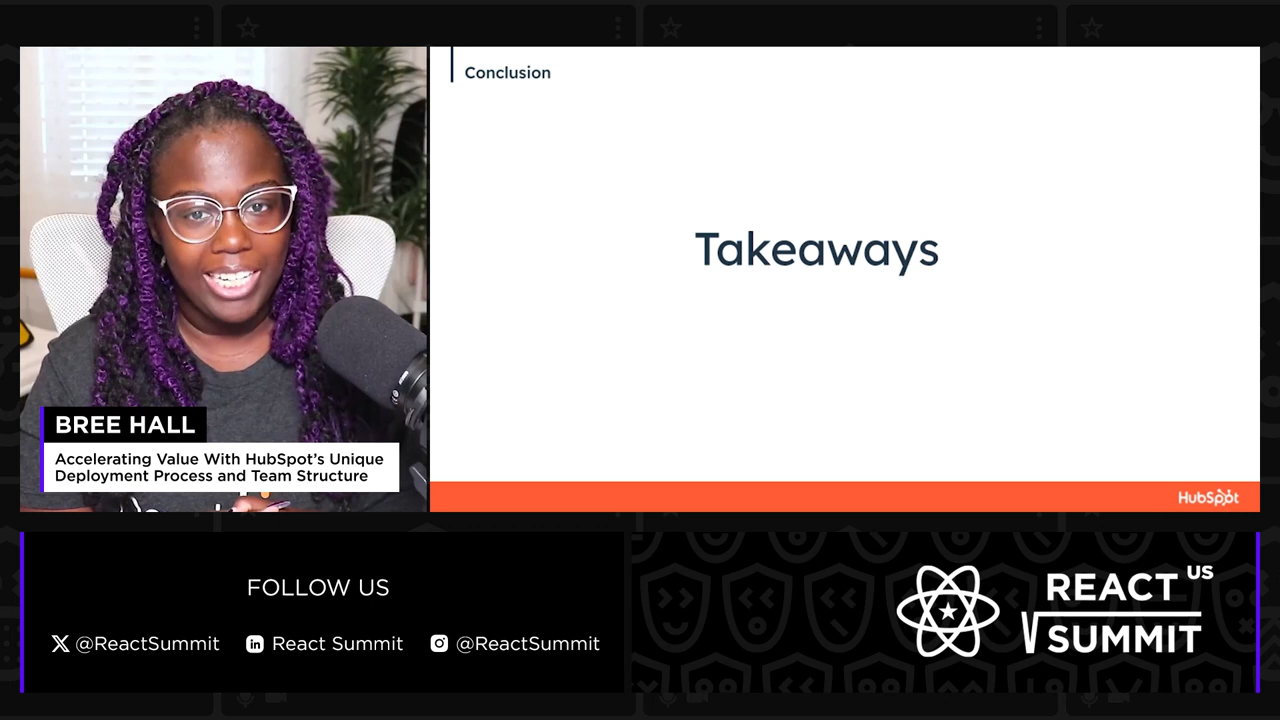 Conclusion
Takeaways
HubSpot
BREE HALL
Accelerating Value With HubSpot's Unique
Deployment Process and Team Structure
FOLLOW US
@ReactSummit
React Summit
@ReactSummit
REACT US
SUMMIT